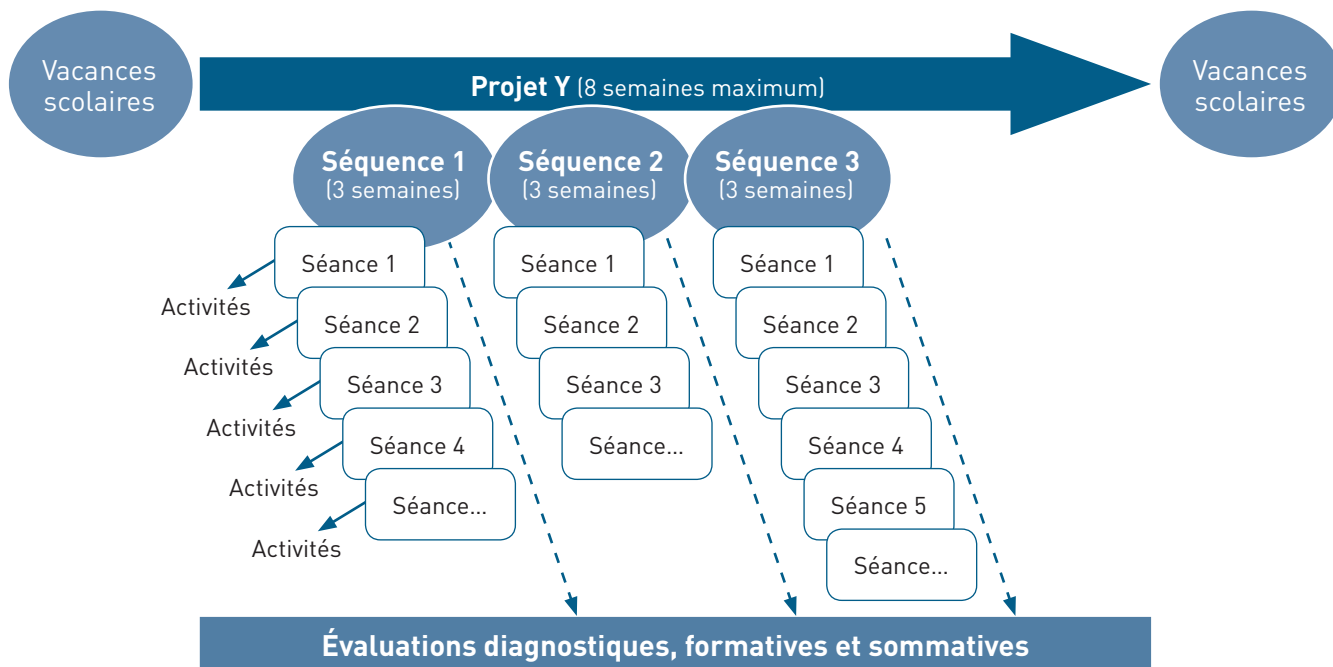 Vacances
scolaires
Projet Y (8 semaines maximum)
Vacances
scolaires
Séquence 1
(3 semaines)
Séquence 2
(3 semaines)
Séquence 3
(3 semaines)
Séance 1
Séance 2
Séance 3
Séance 4
Séance...
Activités
Activités
Activités
Activités
Activités
Séance 1
Séance 2
Séance 3
Séance...
Séance 1
Séance 2
Séance 3
Séance 4
Séance 5
Séance...
Évaluations diagnostiques, formatives et sommatives